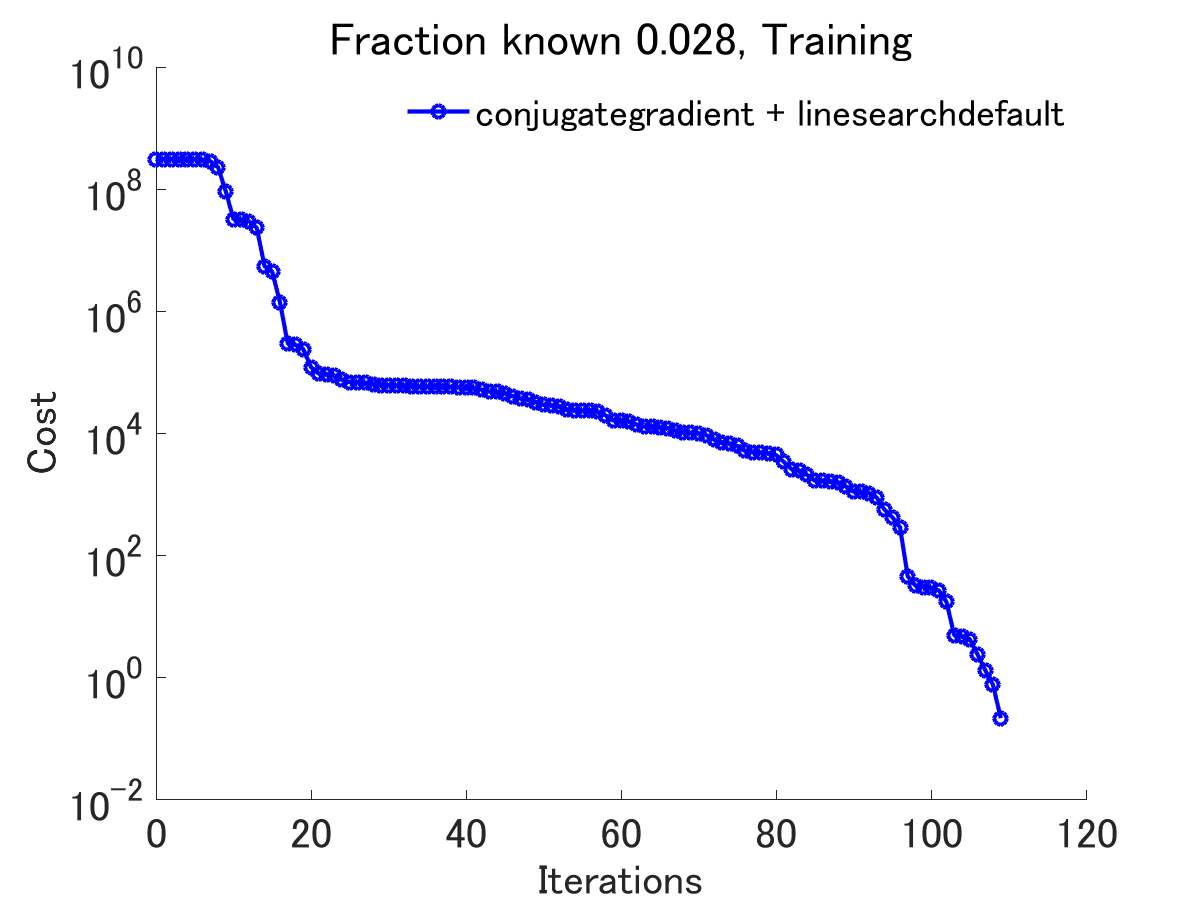 Fraction known 0.028, Training
conjugategradient + linesearchdefault
Cost
10^10
10^8
10^6
10^4
10^2
10^0
10^-2
0 20 40 60 80 100 120
Iterations